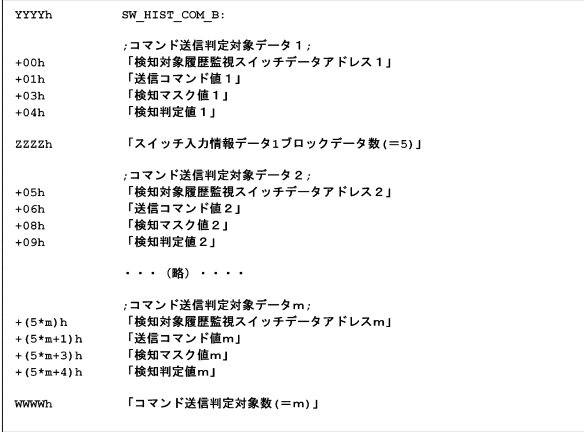 YYYYh SW_HIST_COM_B:
;コマンド送信判定対象データ１;
+00h 「検知対象履歴監視スイッチデータアドレス１」
+01h 「送信コマンド値１」
+03h 「検知マスク値１」
+04h 「検知判定値１」
ZZZZh 「スイッチ入力情報データ1ブロックデータ数(＝5)」
;コマンド送信判定対象データ２;
+05h 「検知対象履歴監視スイッチデータアドレス２」
+06h 「送信コマンド値２」
+08h 「検知マスク値２」
+09h 「検知判定値２」
・・・（略）・・・・
;コマンド送信判定対象データｍ;
+(5*m)h 「検知対象履歴監視スイッチデータアドレスｍ」
+(5*m+1)h 「送信コマンド値ｍ」
+(5*m+3)h 「検知マスク値ｍ」
+(5*m+4)h 「検知判定値ｍ」
WWWWh 「コマンド送信判定対象数(＝ｍ)」